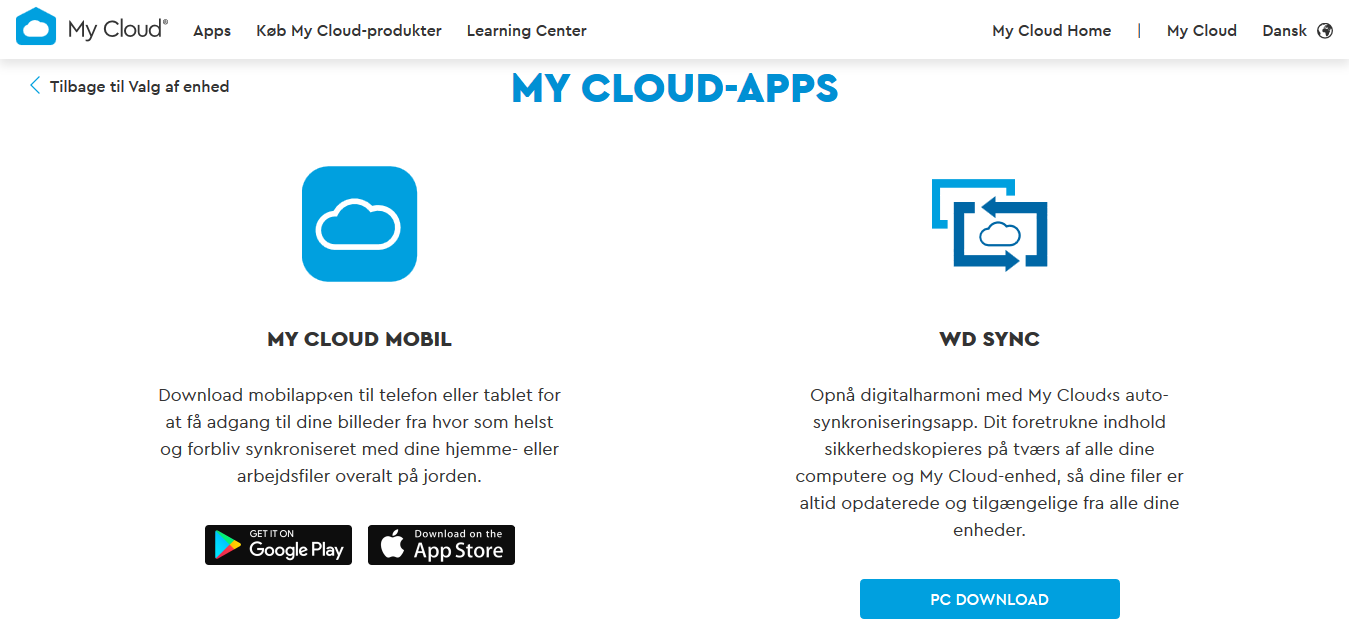 My Cloud® Apps Køb My Cloud-produkter Learning Center My Cloud Home | My Cloud Dansk
Tilbage til Valg af enhed
MY CLOUD-APPS
MY CLOUD MOBIL
Download mobilapp‹en til telefon eller tablet for
at få adgang til dine billeder fra hvor som helst
og forbliv synkroniseret med dine hjemme- eller
arbejdsfiler overalt på jorden.
GET IT ON
Google Play
Download on the
App Store
WD SYNC
Opnå digitalharmoni med My Cloud‹s auto-
synkroniseringsapp. Dit foretrukne indhold
sikkerhedskopieres på tværs af alle dine
computere og My Cloud-enhed, så dine filer er
altid opdaterede og tilgængelige fra alle dine
enheder.
PC DOWNLOAD